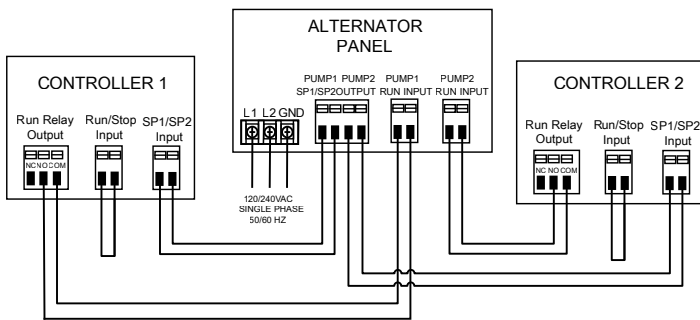 ALTERNATOR
PANEL
PUMP1 PUMP2
SP1/SP2OUTPUT
PUMP1
RUN INPUT
PUMP2
RUN INPUT
L1 L2 GND
120/240VAC
SINGLE PHASE
50/60 HZ
CONTROLLER 1
Run Relay
Output
Run/Stop
Input
SP1/SP2
Input
NC NO COM
CONTROLLER 2
Run Relay
Output
Run/Stop
Input
SP1/SP2
Input
NC NO COM